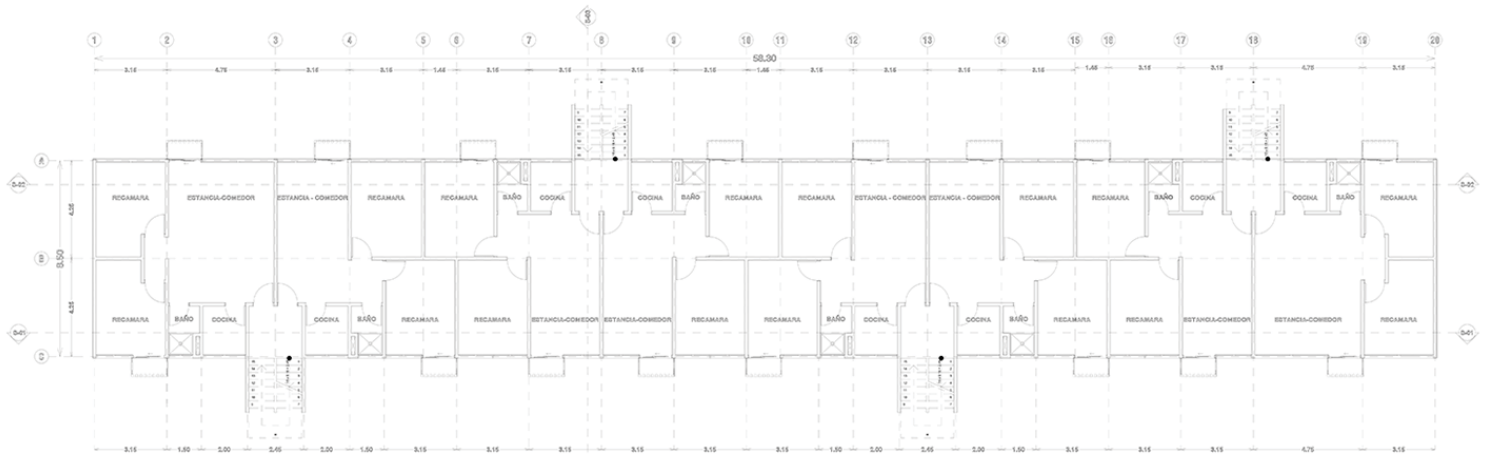 1 2 3 4 5 6 7 8 9 10 11 12 13 14 15 16 17 18 19 20
58.30
3.15 4.75 3.15 3.15 1.45 3.15 3.15 3.15 3.15 1.45 3.15 3.15 3.15 3.15 1.45 3.15 3.15 4.75 3.15
RECAMARA ESTANCIA-COMEDOR ESTANCIA - COMEDOR RECAMARA RECAMARA BAÑO COCINA COCINA BAÑO RECAMARA RECAMARA ESTANCIA - COMEDOR ESTANCIA - COMEDOR RECAMARA RECAMARA BAÑO COCINA COCINA BAÑO RECAMARA
4.25
8.50
4.25
RECAMARA BAÑO COCINA COCINA BAÑO RECAMARA RECAMARA ESTANCIA-COMEDOR ESTANCIA-COMEDOR RECAMARA RECAMARA BAÑO COCINA COCINA BAÑO RECAMARA RECAMARA ESTANCIA-COMEDOR ESTANCIA-COMEDOR RECAMARA
3.15 1.50 2.00 2.45 2.00 1.50 3.15 3.15 3.15 3.15 3.15 1.50 2.00 2.45 2.00 1.50 3.15 3.15 3.15 4.75 3.15